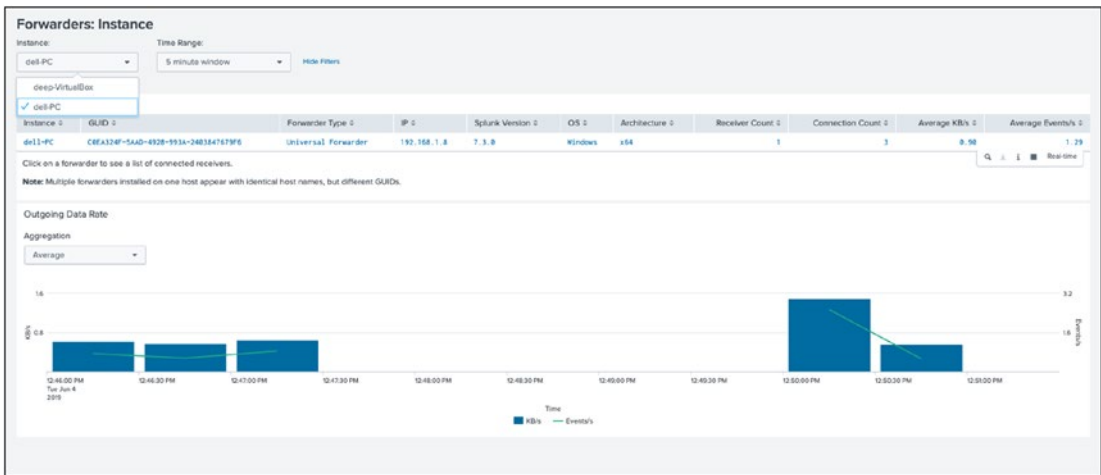 Forwarders: Instance
Instance: Time Range:
dell-PC 5 minute window Hide Filters
deep-VirtualBox
dell-PC
Instance GUID Forwarder Type IP Splunk Version OS Architecture Receiver Count Connection Count Average KB/s Average Events/s
dell-PC C0EA324F-5AAD-4920-993A-2403847679F6 Universal Forwarder 192.168.1.8 7.3.0 Windows x64 1 3 0.90 1.29
Real-time
Click on a forwarder to see a list of connected receivers.
Note: Multiple forwarders installed on one host appear with identical host names, but different GUIDs.
Outgoing Data Rate
Aggregation
Average
1.6 3.2
KB/s 0.8 1.6 Events/s
12:46:00 PM 12:46:30 PM 12:47:00 PM 12:47:30 PM 12:48:00 PM 12:48:30 PM 12:49:00 PM 12:49:30 PM 12:50:00 PM 12:50:30 PM 12:51:00 PM
Tue Jun 4
2019
Time
KB/s Events/s